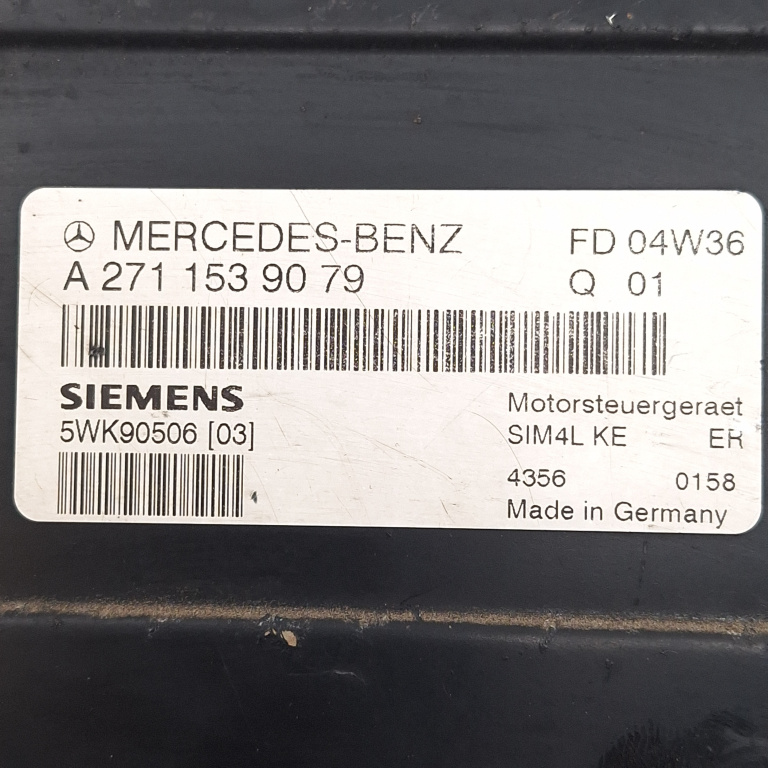 MERCEDES-BENZ FD 04W36
A 271 153 90 79 Q 01
SIEMENS
5WK90506 [03]
Motorsteuergeraet
SIM4L KE ER
4356 0158
Made in Germany